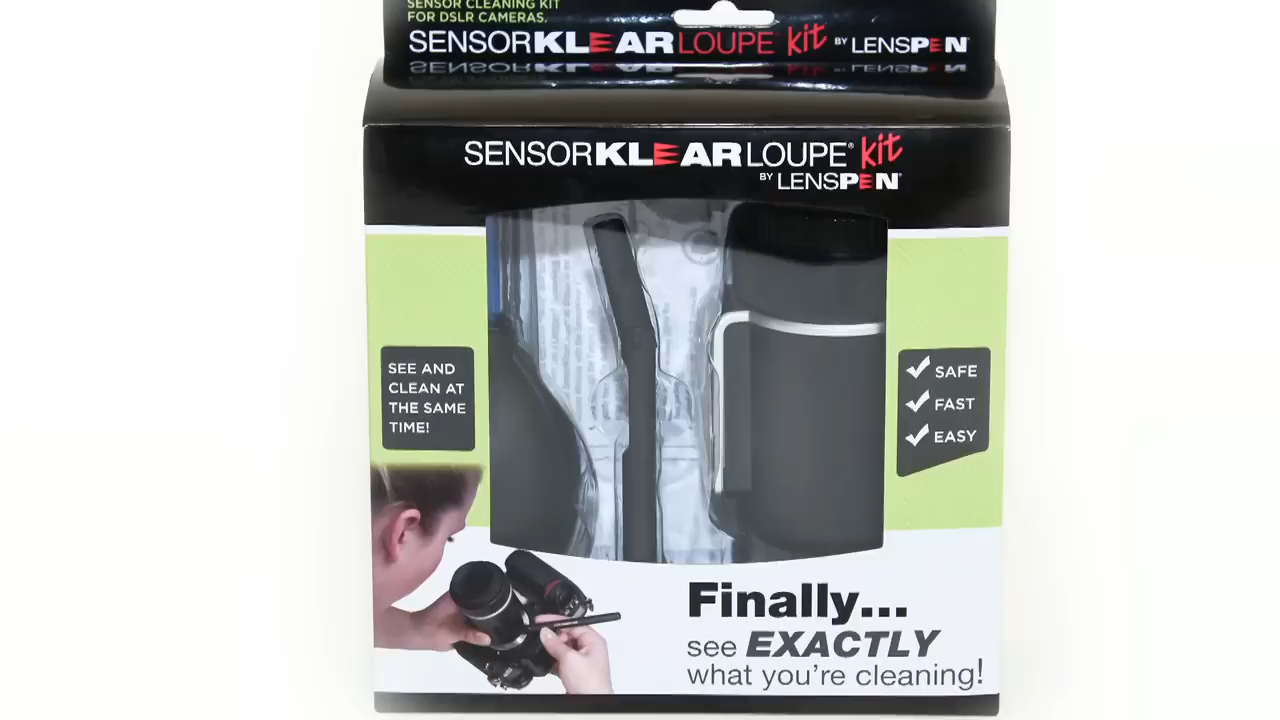 SENSOR CLEANING KIT
FOR DSLR CAMERAS.
SENSORKLEARLOUPE kit BY LENSPEN®
SENSORKLEARLOUPE® kit
BY LENSPEN®
SEE AND
CLEAN AT
THE SAME
TIME!
SAFE
FAST
EASY
Finally...
see EXACTLY
what you're cleaning!